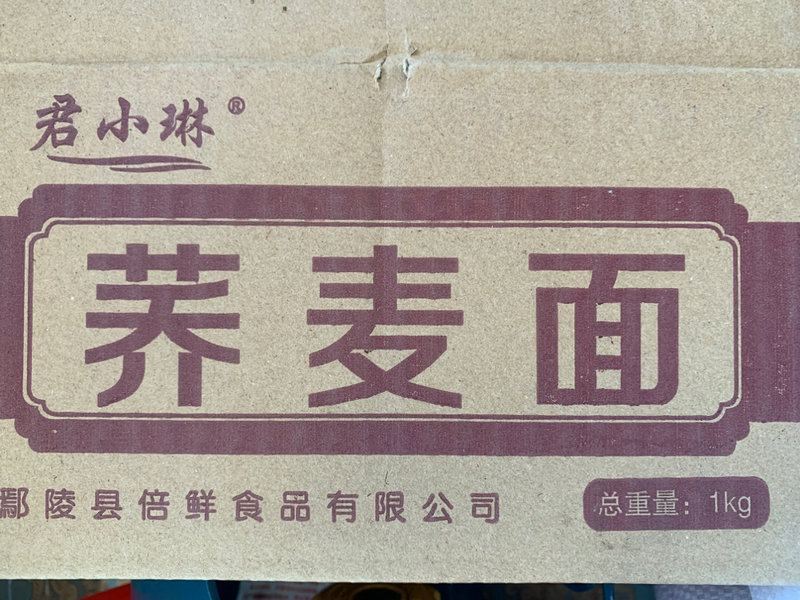 君小琳®
荞麦面
鄢陵县倍鲜食品有限公司
总重量：1kg